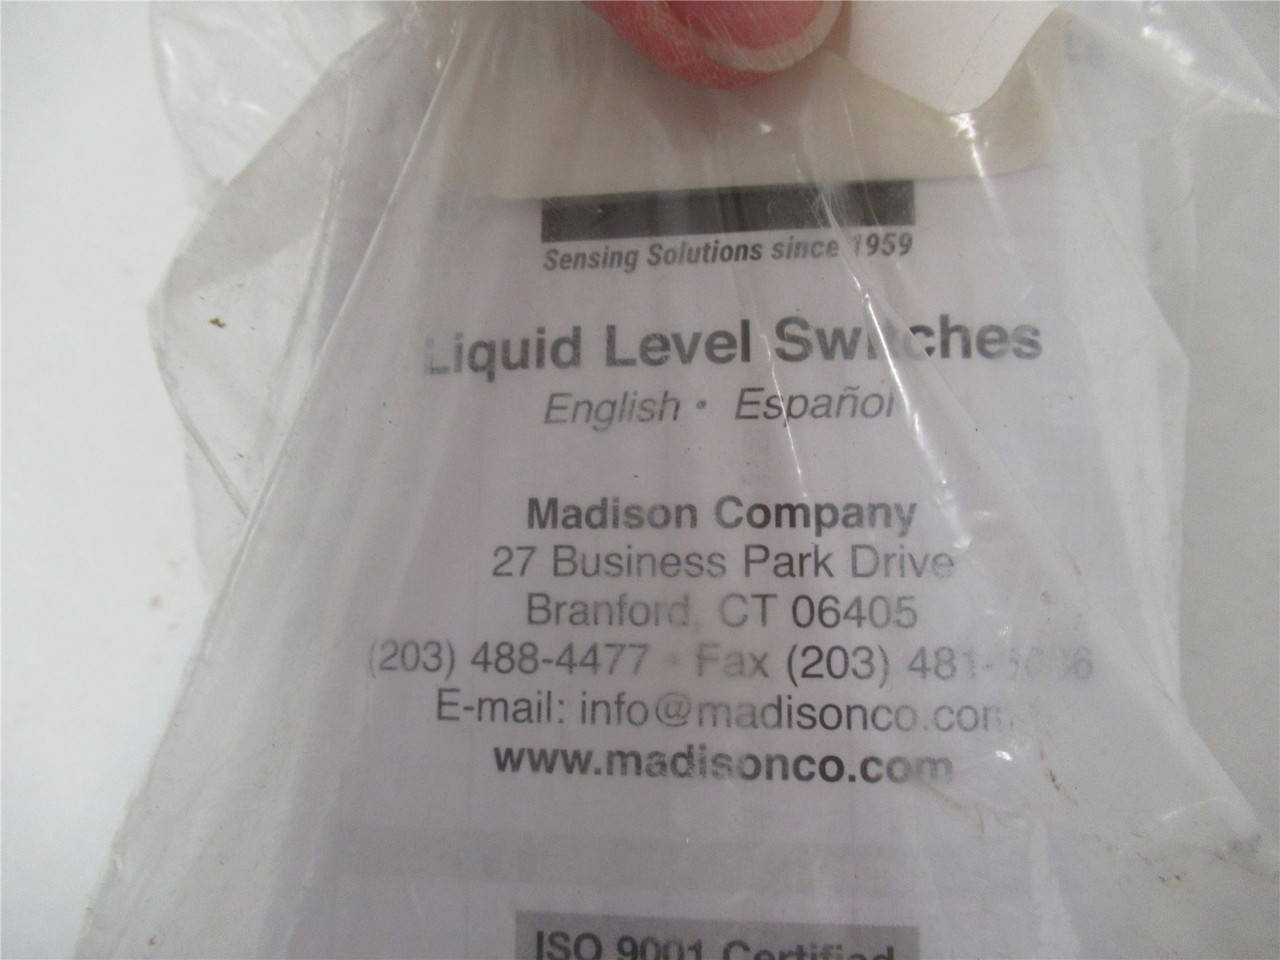 Sensing Solutions since 1959
Liquid Level Switches
English • Español
Madison Company
27 Business Park Drive
Branford, CT 06405
(203) 488-4477 • Fax (203)
E-mail: info@madisonco.com
www.madisonco.com
ISO 9001 Certified